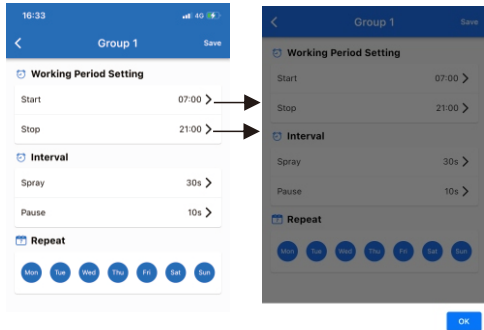 16:33
4G
Group 1
Save
Working Period Setting
Start 07:00
Stop 21:00
Interval
Spray 30s
Pause 10s
Repeat
Mon Tue Wed Thu Fri Sat Sun
Group 1
Save
Working Period Setting
Start 07:00
Stop 21:00
Interval
Spray 30s
Pause 10s
Repeat
Mon Tue Wed Thu Fri Sat Sun
OK